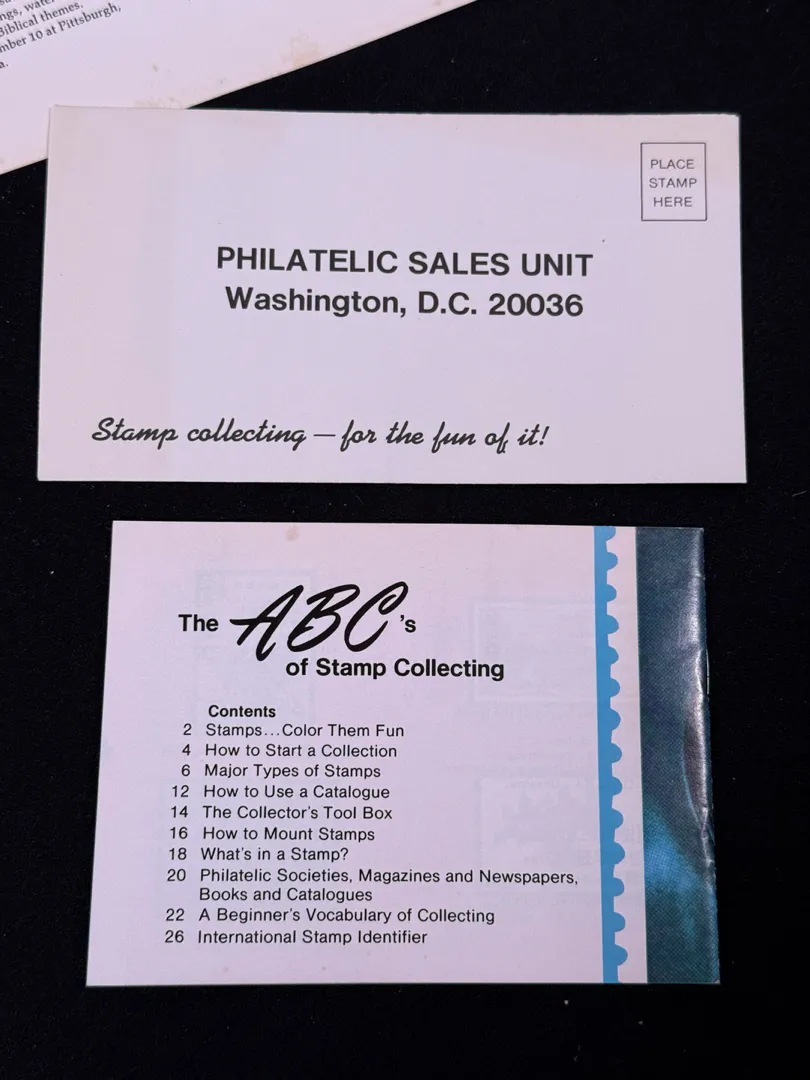 ngs, wate
Biblical themes.
mber 10 at Pittsburgh,
a.
PLACE
STAMP
HERE
PHILATELIC SALES UNIT
Washington, D.C. 20036
Stamp collecting — for the fun of it!
The ABC's
of Stamp Collecting
Contents
2 Stamps...Color Them Fun
4 How to Start a Collection
6 Major Types of Stamps
12 How to Use a Catalogue
14 The Collector's Tool Box
16 How to Mount Stamps
18 What's in a Stamp?
20 Philatelic Societies, Magazines and Newspapers,
Books and Catalogues
22 A Beginner's Vocabulary of Collecting
26 International Stamp Identifier